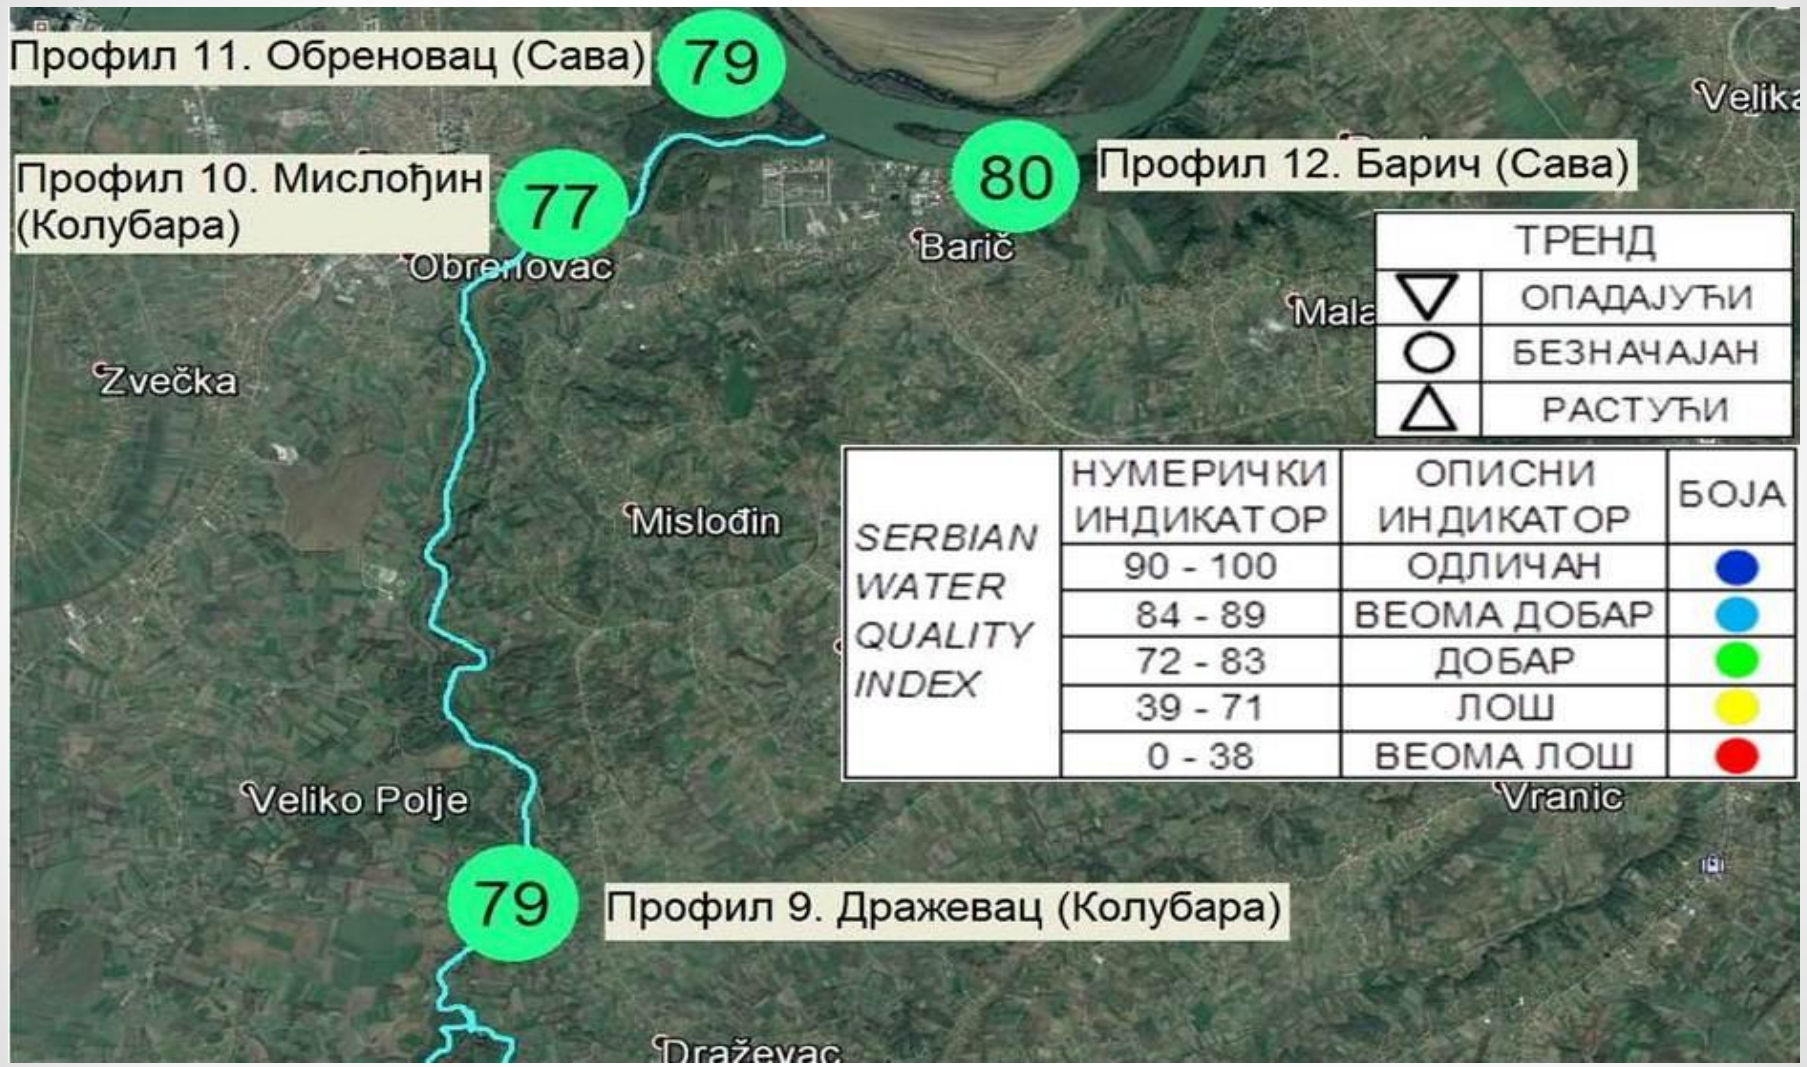 Профил 11. Обреновац (Сава)
79
Профил 10. Мислођин
(Колубара)
77
80
Профил 12. Барич (Сава)
Obrenovac
Barič
Zvečka
Mislođin
Veliko Polje
Vranic
79
Профил 9. Дражевац (Колубара)
Draževac
ТРЕНД
ОПАДАЈУЋИ
БЕЗНАЧАЈАН
РАСТУЋИ
SERBIAN
WATER
QUALITY
INDEX
НУМЕРИЧКИ
ИНДИКАТОР
ОПИСНИ
ИНДИКАТОР
БОЈА
90 - 100 ОДЛИЧАН
84 - 89 ВЕОМА ДОБАР
72 - 83 ДОБАР
39 - 71 ЛОШ
0 - 38 ВЕОМА ЛОШ